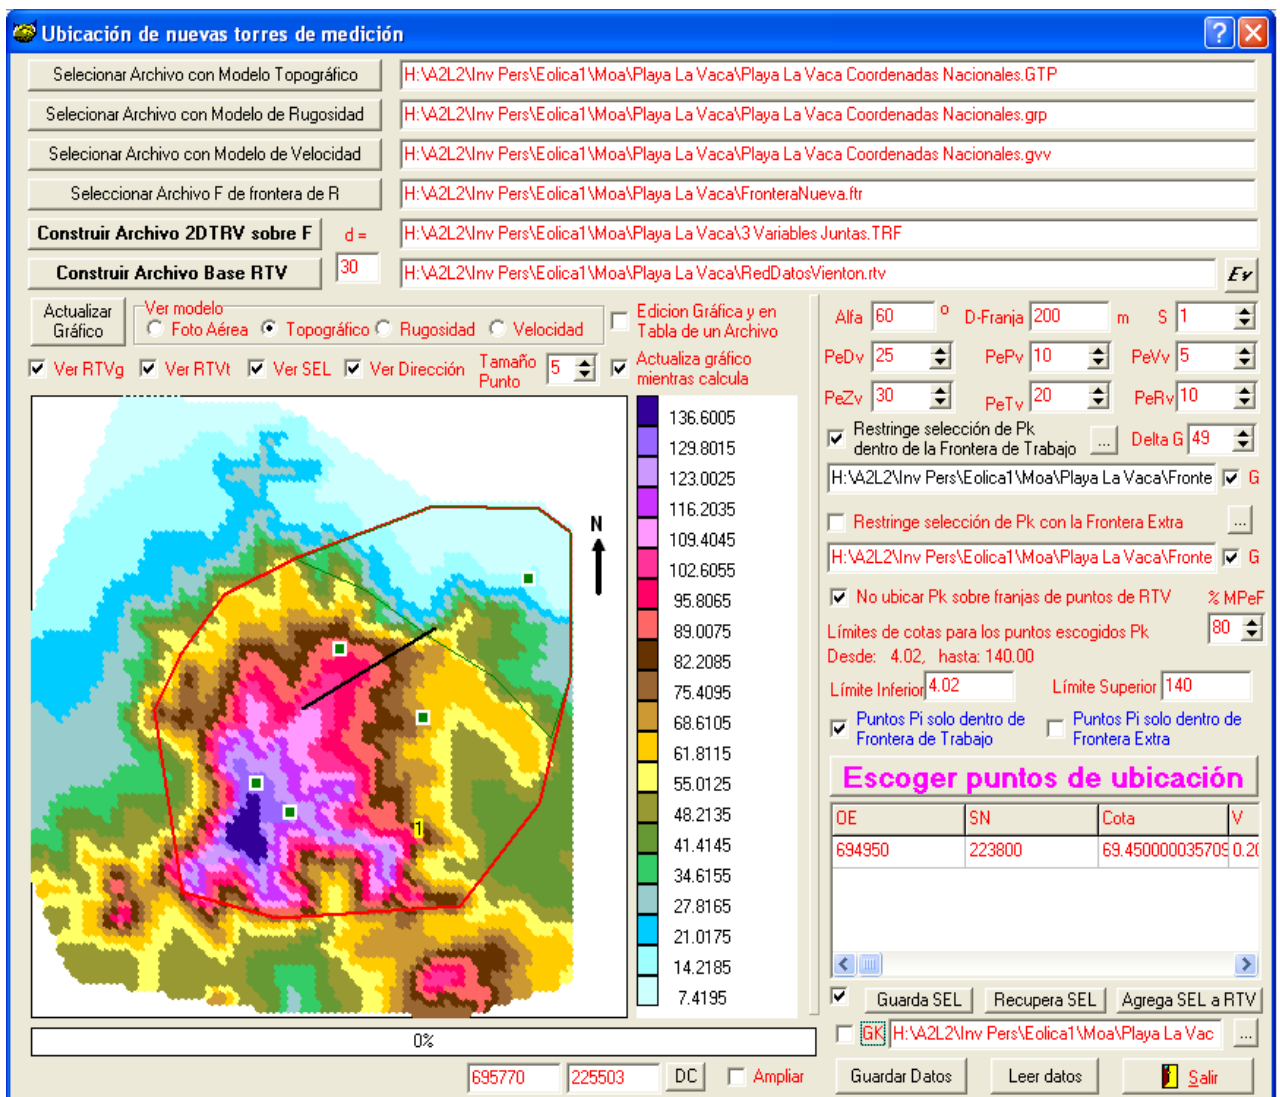 Ubicación de nuevas torres de medición
Selecionar Archivo con Modelo Topográfico
H:\A2L2\Inv Pers\Eolica1\Moa\Playa La Vaca\Playa La Vaca Coordenadas Nacionales.GTP
Selecionar Archivo con Modelo de Rugosidad
H:\A2L2\Inv Pers\Eolica1\Moa\Playa La Vaca\Playa La Vaca Coordenadas Nacionales.grp
Selecionar Archivo con Modelo de Velocidad
H:\A2L2\Inv Pers\Eolica1\Moa\Playa La Vaca\Playa La Vaca Coordenadas Nacionales.gvv
Seleccionar Archivo F de frontera de R
H:\A2L2\Inv Pers\Eolica1\Moa\Playa La Vaca\FronteraNueva.ftr
Construir Archivo 2DTRV sobre F
d =
H:\A2L2\Inv Pers\Eolica1\Moa\Playa La Vaca\3 Variables Juntas.TRF
Construir Archivo Base RTV
30
H:\A2L2\Inv Pers\Eolica1\Moa\Playa La Vaca\RedDatosVienton.rtv
Ev
Actualizar
Gráfico
Ver modelo
Foto Aérea
Topográfico
Rugosidad
Velocidad
Edicion Gráfica y en
Tabla de un Archivo
Ver RTVg
Ver RTVt
Ver SEL
Ver Dirección
Tamaño
Punto
5
Actualiza gráfico
mientras calcula
N
1
136.6005
129.8015
123.0025
116.2035
109.4045
102.6055
95.8065
89.0075
82.2085
75.4095
68.6105
61.8115
55.0125
48.2135
41.4145
34.6155
27.8165
21.0175
14.2185
7.4195
0%
695770
225503
DC
Ampliar
Alfa 60 º D-Franja 200 m S 1
PeDv 25 PePv 10 PeVv 5
PeZv 30 PeTv 20 PeRv 10
Restringe selección de Pk
dentro de la Frontera de Trabajo
...
Delta G 49
H:\A2L2\Inv Pers\Eolica1\Moa\Playa La Vaca\Fronte
G
Restringe selección de Pk con la Frontera Extra
...
H:\A2L2\Inv Pers\Eolica1\Moa\Playa La Vaca\Fronte
G
No ubicar Pk sobre franjas de puntos de RTV
% MPeF
80
Límites de cotas para los puntos escogidos Pk
Desde: 4.02, hasta: 140.00
Límite Inferior 4.02
Límite Superior 140
Puntos Pi solo dentro de
Frontera de Trabajo
Puntos Pi solo dentro de
Frontera Extra
Escoger puntos de ubicación
OE SN Cota V
694950 223800 69.450000035709 0.20
Guarda SEL
Recupera SEL
Agrega SEL a RTV
GK
H:\A2L2\Inv Pers\Eolica1\Moa\Playa La Vac
...
Guardar Datos
Leer datos
Salir